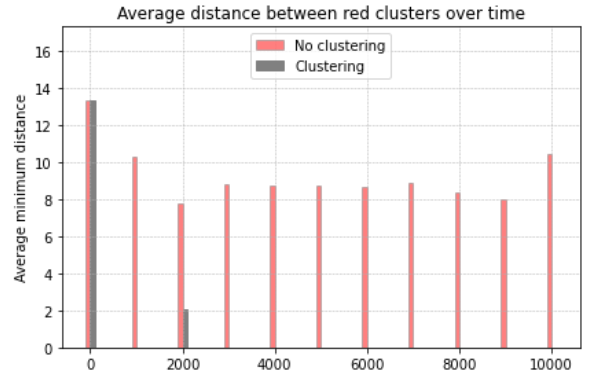 Average distance between red clusters over time
No clustering
Clustering
Average minimum distance
16
14
12
10
8
6
4
2
0
0 2000 4000 6000 8000 10000